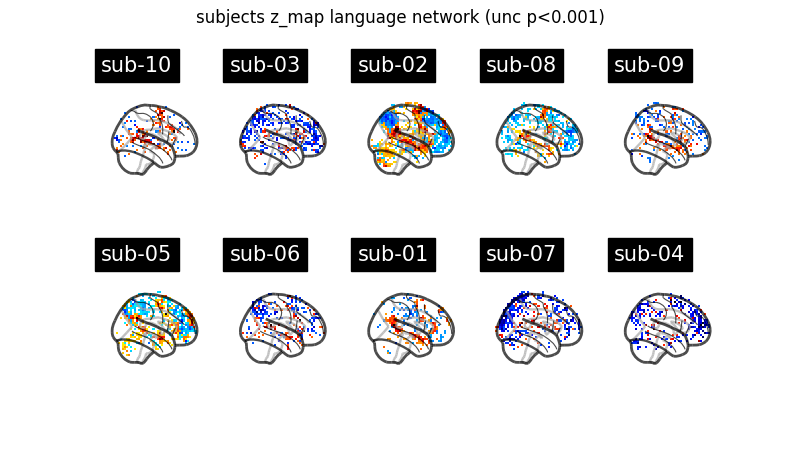 subjects z_map language network (unc p<0.001)
sub-10
sub-03
sub-02
sub-08
sub-09
sub-05
sub-06
sub-01
sub-07
sub-04